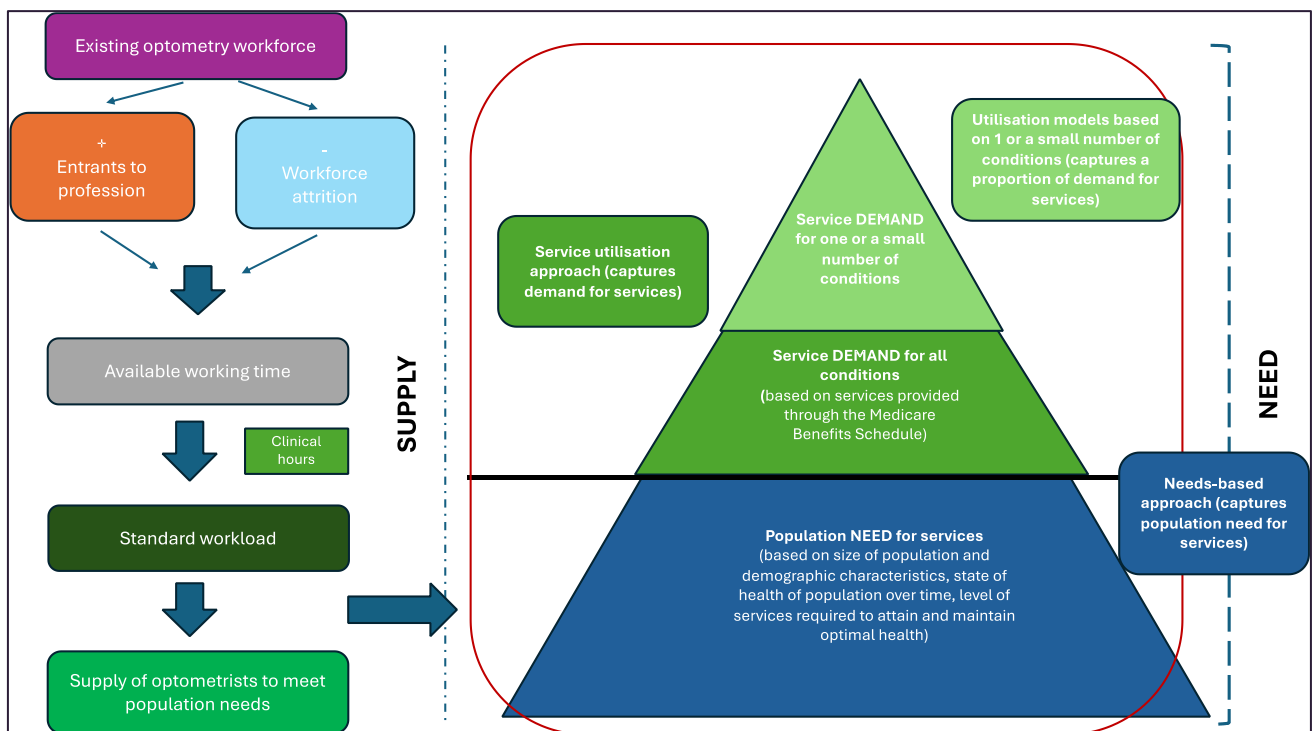 Existing optometry workforce
+
Entrants to
profession
-
Workforce
attrition
Available working time
Clinical
hours
Standard workload
Supply of optometrists to meet
population needs
SUPPLY
Service utilisation
approach (captures
demand for services)
Utilisation models based
on 1 or a small number of
conditions (captures a
proportion of demand for
services)
Service DEMAND
for one or a small
number of
conditions
Service DEMAND for all
conditions
(based on services provided
through the Medicare
Benefits Schedule)
Population NEED for services
(based on size of population and
demographic characteristics, state of
health of population over time, level of
services required to attain and maintain
optimal health)
Needs-based
approach (captures
population need for
services)
NEED